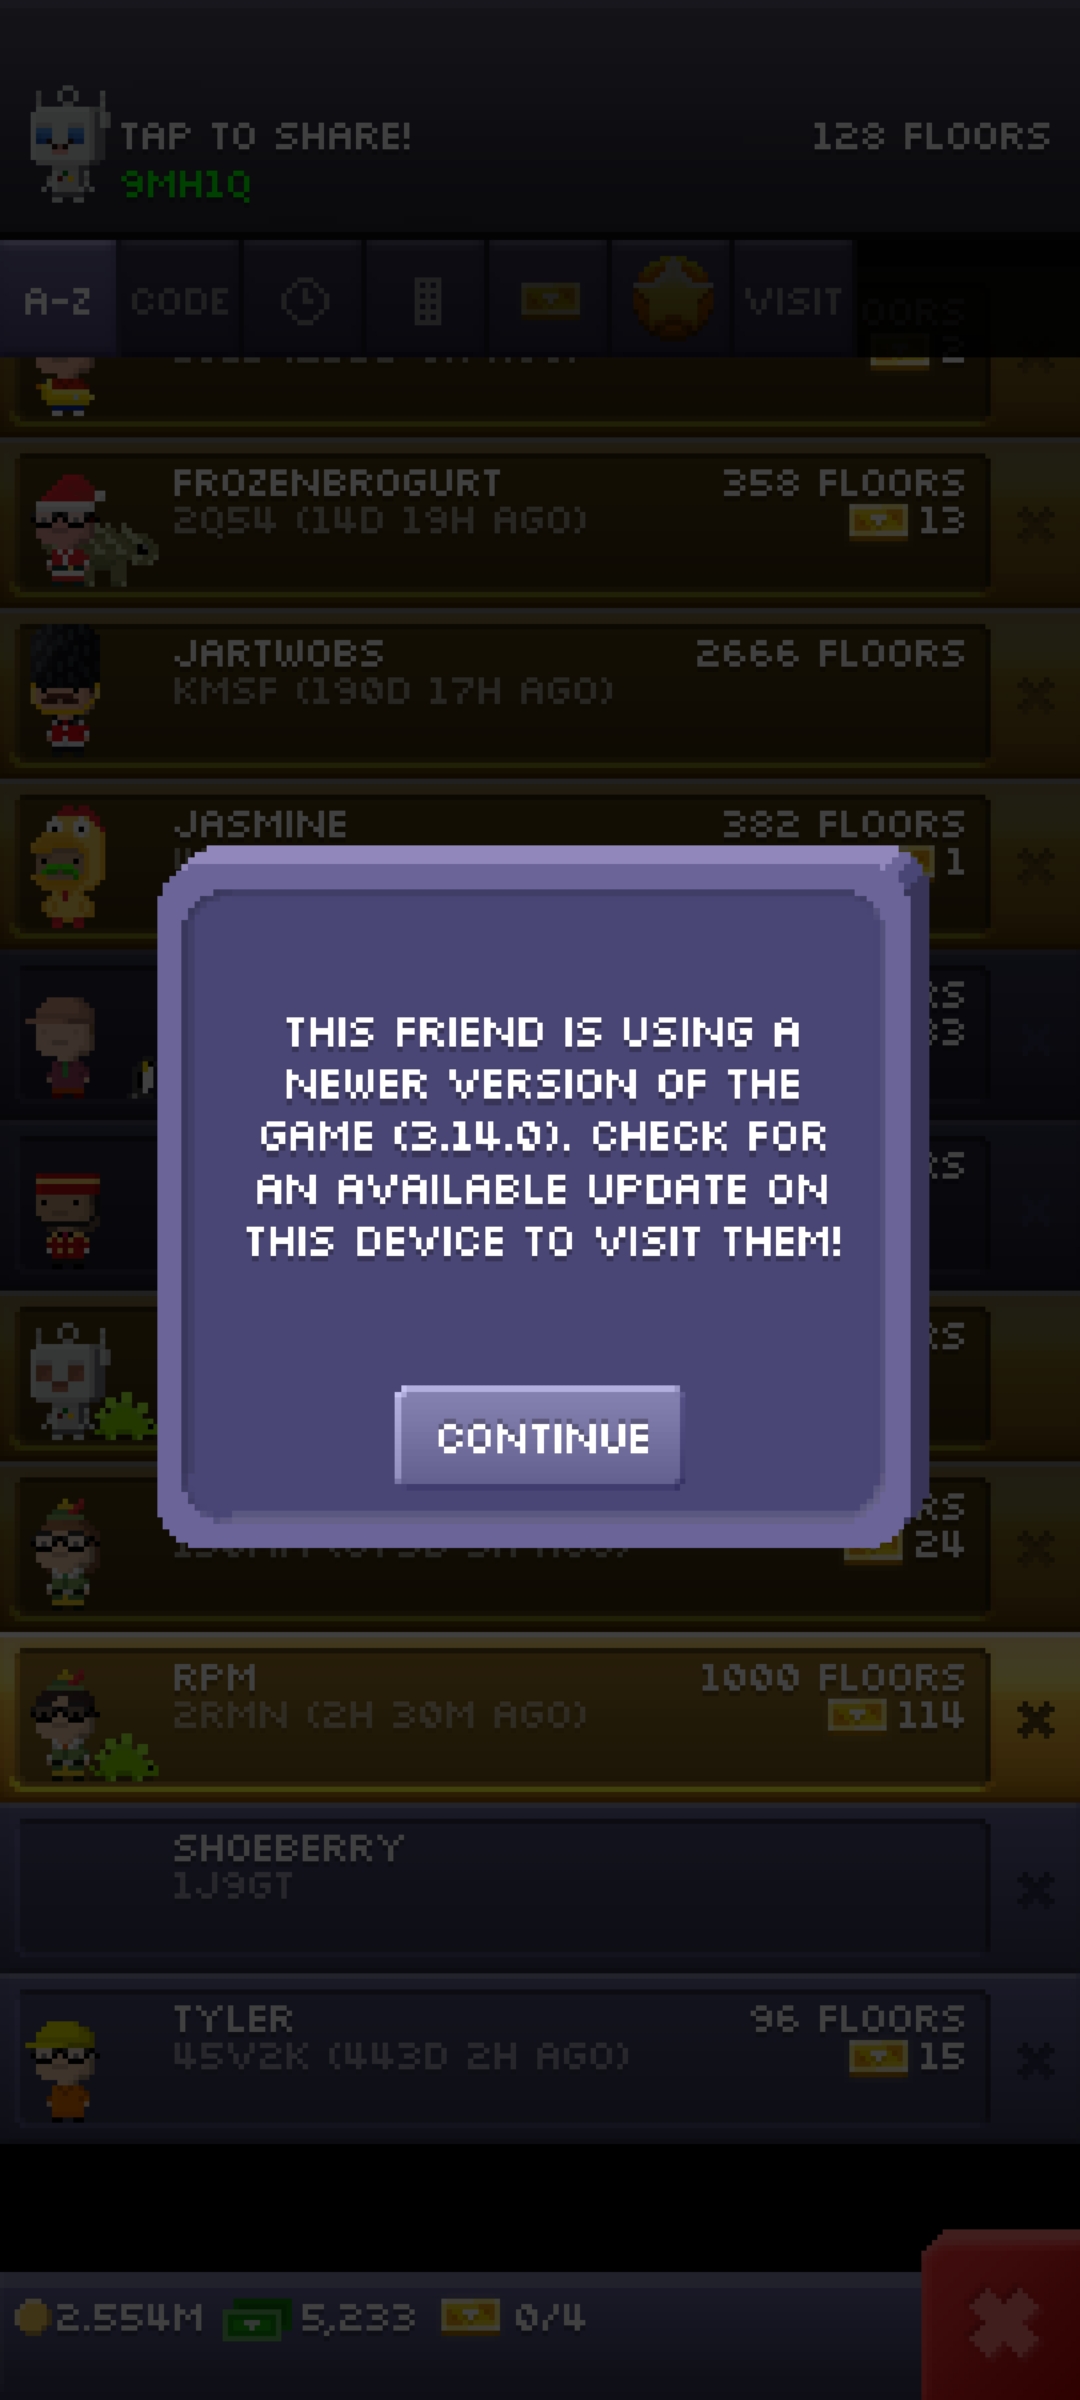 TAP TO SHARE!
128 FLOORS
9MH1Q
A-Z
CODE
VISIT
2
FROZENBROGURT
358 FLOORS
2Q54 (14D 19H AGO)
13
JARTWOBS
2666 FLOORS
KMSF (190D 17H AGO)
JASMINE
382 FLOORS
1
THIS FRIEND IS USING A
NEWER VERSION OF THE
GAME (3.14.0). CHECK FOR
AN AVAILABLE UPDATE ON
THIS DEVICE TO VISIT THEM!
CONTINUE
24
RPM
1000 FLOORS
2RMN (2H 30M AGO)
114
SHOEBERRY
1J9GT
TYLER
96 FLOORS
45V2K (443D 2H AGO)
15
2.554M
5,233
0/4